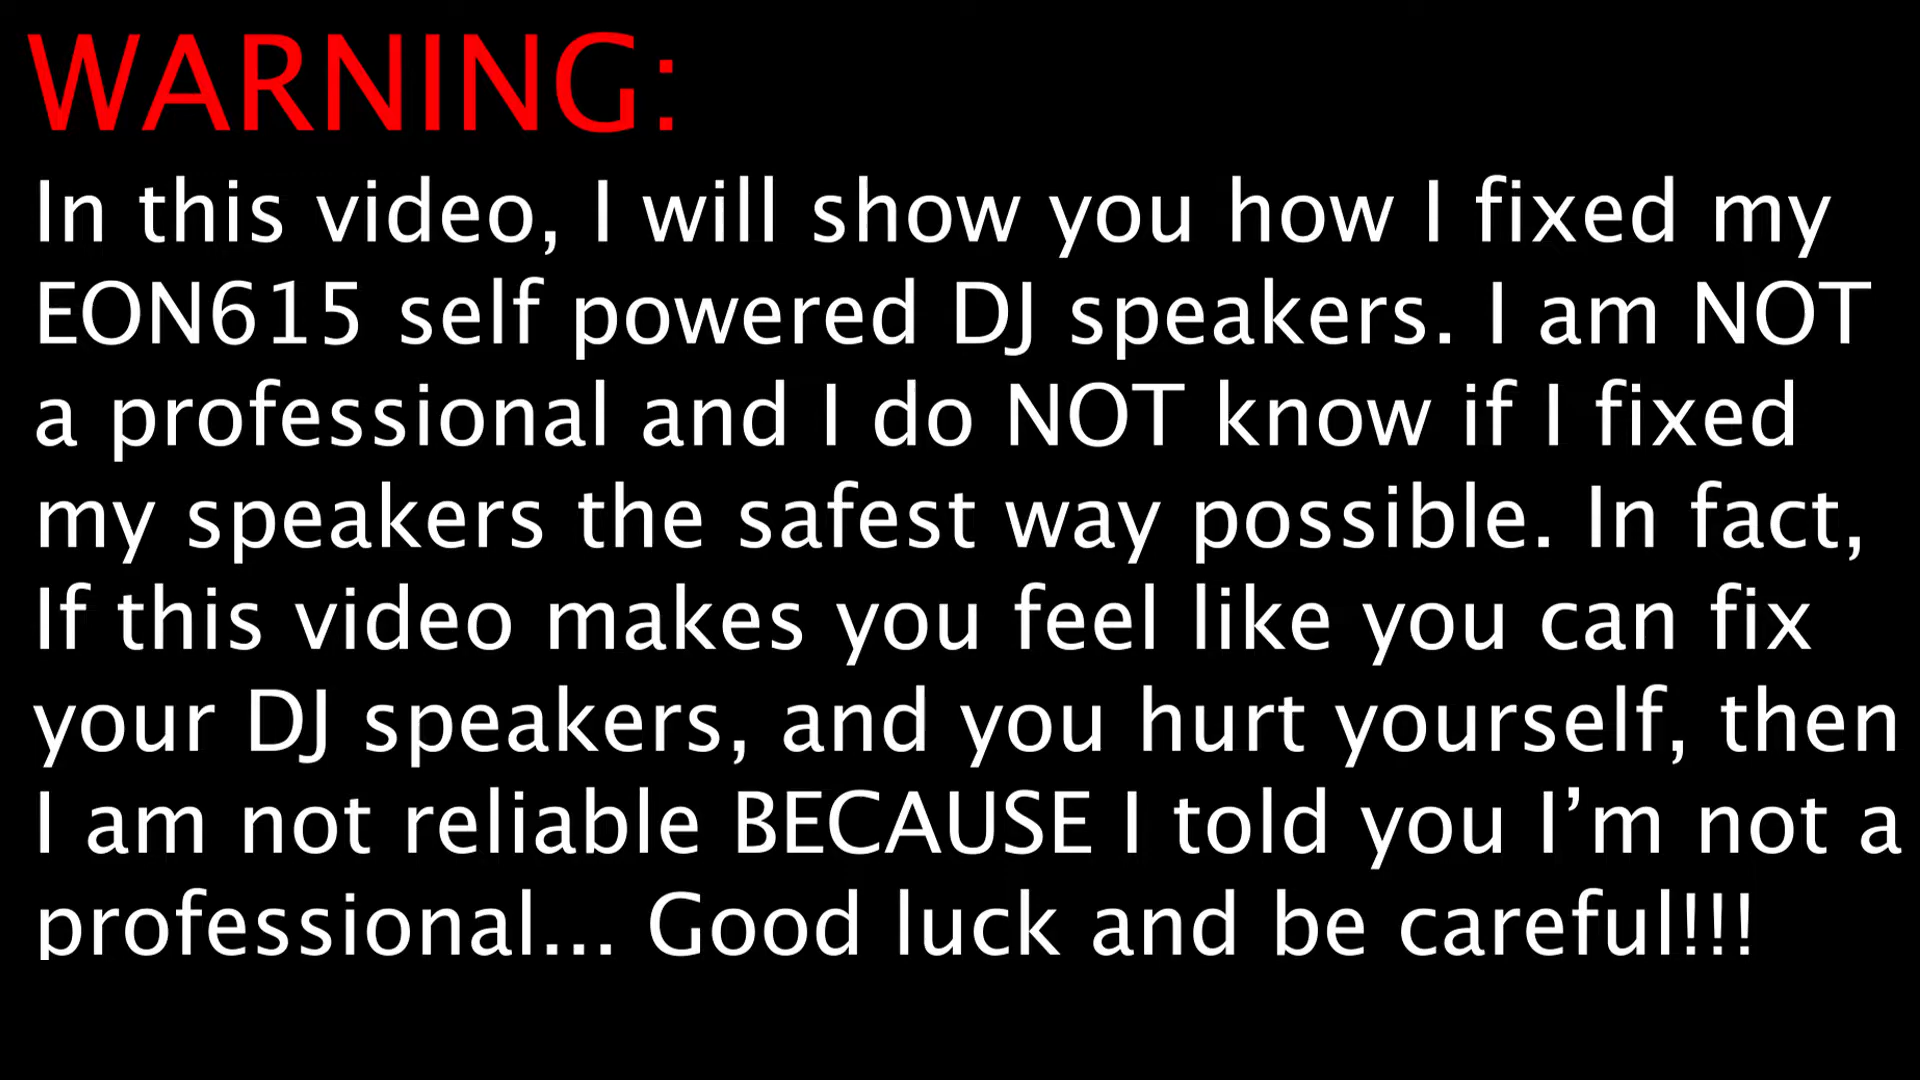 WARNING:
In this video, I will show you how I fixed my
EON615 self powered DJ speakers. I am NOT
a professional and I do NOT know if I fixed
my speakers the safest way possible. In fact,
If this video makes you feel like you can fix
your DJ speakers, and you hurt yourself, then
I am not reliable BECAUSE I told you I’m not a
professional... Good luck and be careful!!!